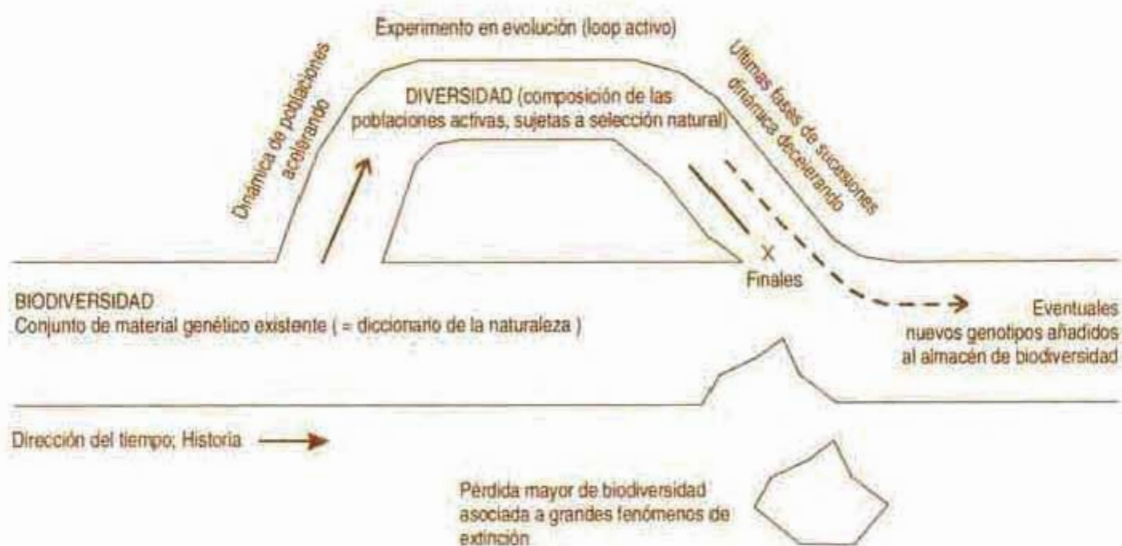 Experimento en evolución (loop activo)
Dinámica de poblaciones
acelerando
DIVERSIDAD (composición de las
poblaciones activas, sujetas a selección natural)
Ultimas fases de sucesiones
dinámica decelerando
X
Finales
BIODIVERSIDAD
Conjunto de material genético existente ( = diccionario de la naturaleza )
Eventuales
nuevos genotipos añadidos
al almacén de biodiversidad
Dirección del tiempo; Historia
Pérdida mayor de biodiversidad
asociada a grandes fenómenos de
extinción